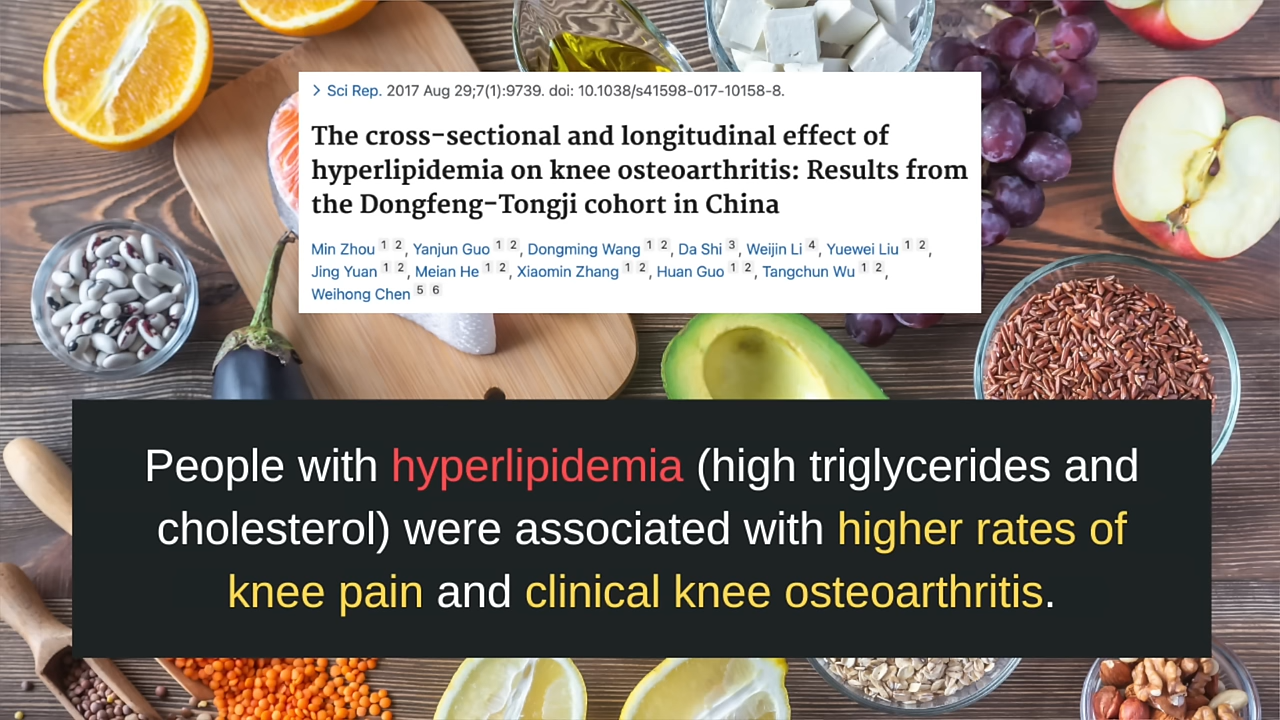 > Sci Rep. 2017 Aug 29;7(1):9739. doi: 10.1038/s41598-017-10158-8.
The cross-sectional and longitudinal effect of
hyperlipidemia on knee osteoarthritis: Results from
the Dongfeng-Tongji cohort in China
Min Zhou 1 2, Yanjun Guo 1 2, Dongming Wang 1 2, Da Shi 3, Weijin Li 4, Yuewei Liu 1 2,
Jing Yuan 1 2, Meian He 1 2, Xiaomin Zhang 1 2, Huan Guo 1 2, Tangchun Wu 1 2,
Weihong Chen 5 6
People with hyperlipidemia (high triglycerides and
cholesterol) were associated with higher rates of
knee pain and clinical knee osteoarthritis.